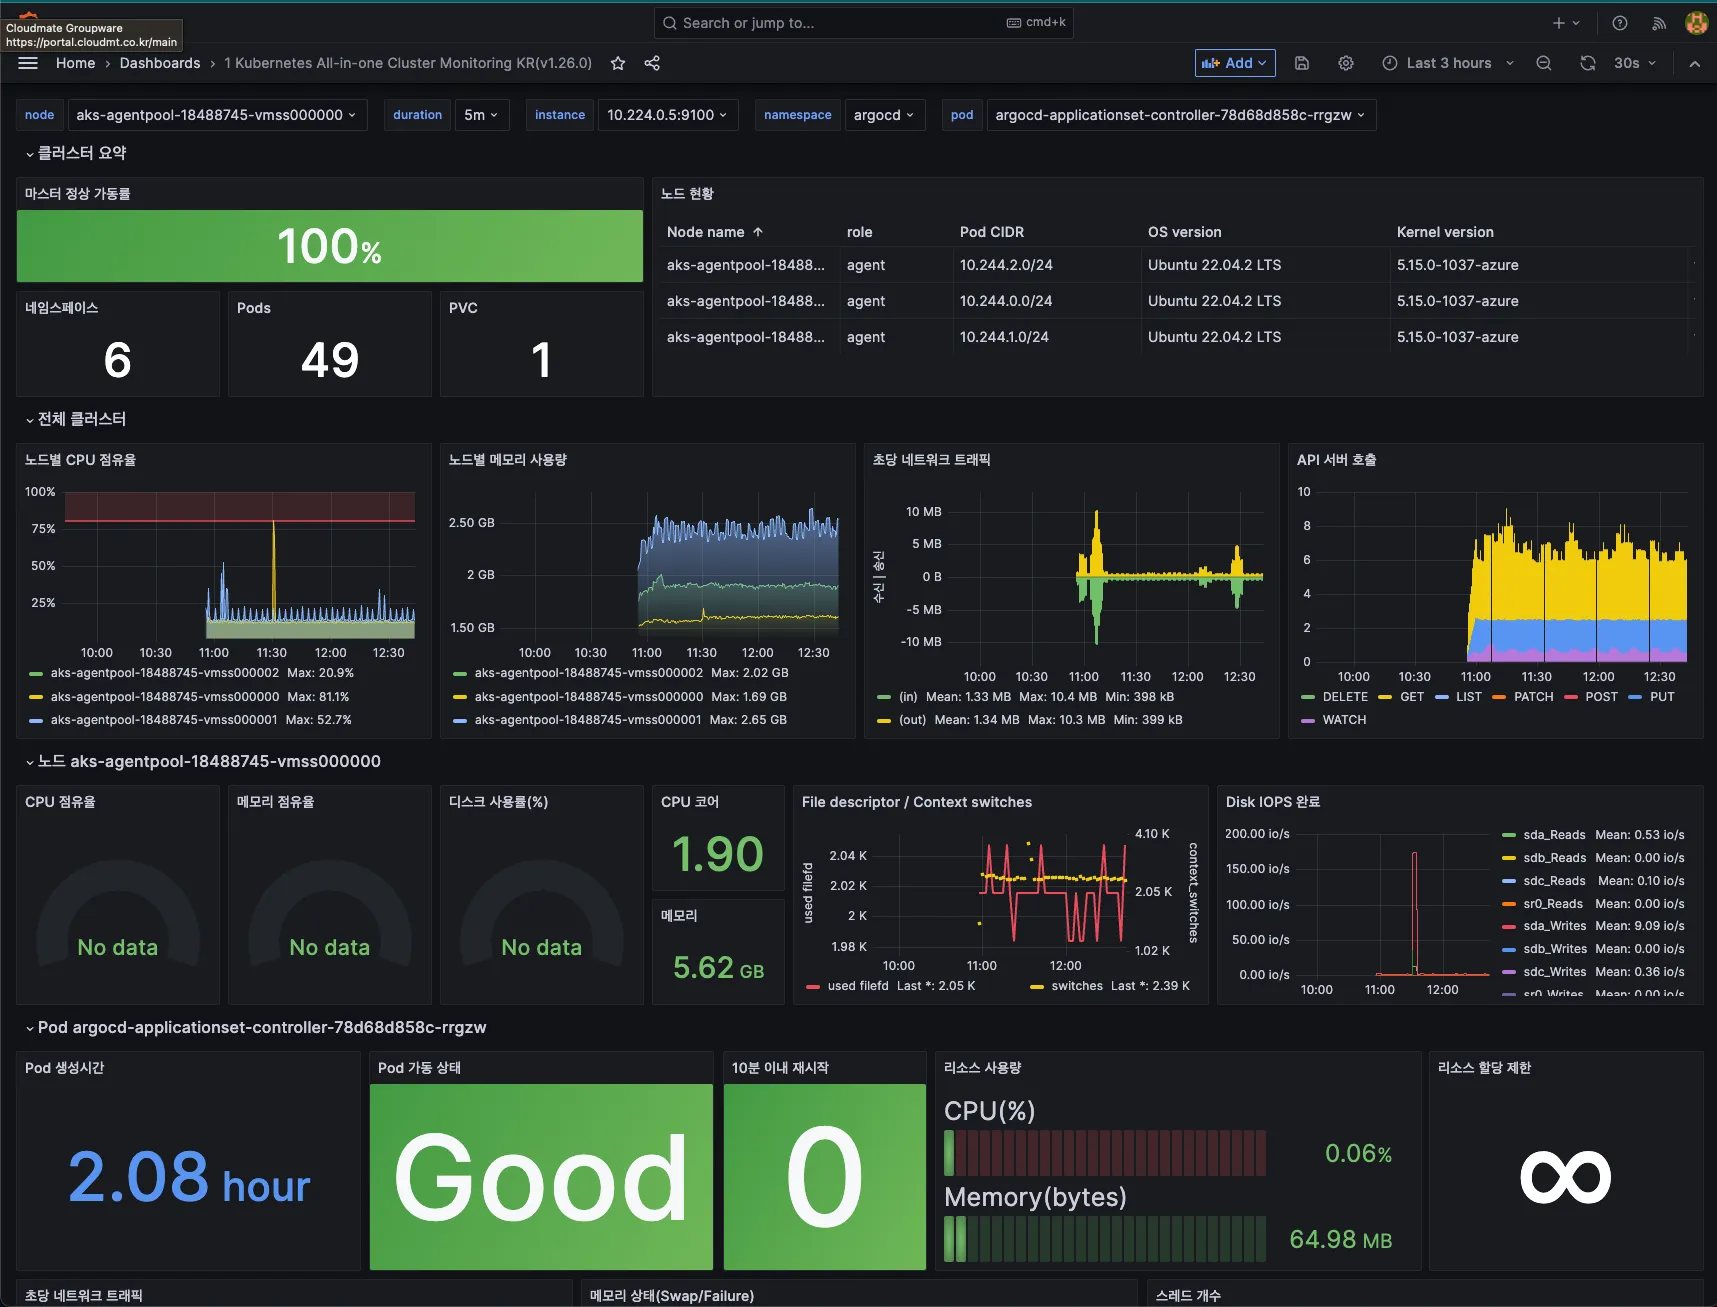 Cloudmate Groupware
https://portal.cloudmt.co.kr/main
Search or jump to...
cmd+k
Home › Dashboards › 1 Kubernetes All-in-one Cluster Monitoring KR(v1.26.0)
Add
Last 3 hours
30s
node aks-agentpool-18488745-vmss000000
duration 5m
instance 10.224.0.5:9100
namespace argocd
pod argocd-applicationset-controller-78d68d858c-rrgzw
클러스터 요약
마스터 정상 가동률
100%
네임스페이스
6
Pods
49
PVC
1
노드 현황
Node name ↑ role Pod CIDR OS version Kernel version
aks-agentpool-18488... agent 10.244.2.0/24 Ubuntu 22.04.2 LTS 5.15.0-1037-azure
aks-agentpool-18488... agent 10.244.0.0/24 Ubuntu 22.04.2 LTS 5.15.0-1037-azure
aks-agentpool-18488... agent 10.244.1.0/24 Ubuntu 22.04.2 LTS 5.15.0-1037-azure
전체 클러스터
노드별 CPU 점유율
100%
75%
50%
25%
10:00 10:30 11:00 11:30 12:00 12:30
aks-agentpool-18488745-vmss000002 Max: 20.9%
aks-agentpool-18488745-vmss000000 Max: 81.1%
aks-agentpool-18488745-vmss000001 Max: 52.7%
노드별 메모리 사용량
2.50 GB
2 GB
1.50 GB
10:00 10:30 11:00 11:30 12:00 12:30
aks-agentpool-18488745-vmss000002 Max: 2.02 GB
aks-agentpool-18488745-vmss000000 Max: 1.69 GB
aks-agentpool-18488745-vmss000001 Max: 2.65 GB
초당 네트워크 트래픽
수신 | 송신
10 MB
5 MB
0 B
-5 MB
-10 MB
10:00 10:30 11:00 11:30 12:00 12:30
(in) Mean: 1.33 MB Max: 10.4 MB Min: 398 kB
(out) Mean: 1.34 MB Max: 10.3 MB Min: 399 kB
API 서버 호출
10
8
6
4
2
0
10:00 10:30 11:00 11:30 12:00 12:30
DELETE GET LIST PATCH POST PUT
WATCH
노드 aks-agentpool-18488745-vmss000000
CPU 점유율
No data
메모리 점유율
No data
디스크 사용률(%)
No data
CPU 코어
1.90
메모리
5.62 GB
File descriptor / Context switches
used filefd
2.04 K
2.02 K
2 K
1.98 K
4.10 K
2.05 K
1.02 K
context_switches
10:00 11:00 12:00
used filefd Last *: 2.05 K
switches Last *: 2.39 K
Disk IOPS 완료
200.00 io/s
150.00 io/s
100.00 io/s
50.00 io/s
0.00 io/s
10:00 11:00 12:00
sda_Reads Mean: 0.53 io/s
sdb_Reads Mean: 0.00 io/s
sdc_Reads Mean: 0.10 io/s
sr0_Reads Mean: 0.00 io/s
sda_Writes Mean: 9.09 io/s
sdb_Writes Mean: 0.00 io/s
sdc_Writes Mean: 0.36 io/s
sr0_Writes Mean: 0.00 io/s
Pod argocd-applicationset-controller-78d68d858c-rrgzw
Pod 생성시간
2.08 hour
Pod 가동 상태
Good
10분 이내 재시작
0
리소스 사용량
CPU(%)
0.06%
Memory(bytes)
64.98 MB
리소스 할당 제한
∞
초당 네트워크 트래픽
메모리 상태(Swap/Failure)
스레드 개수